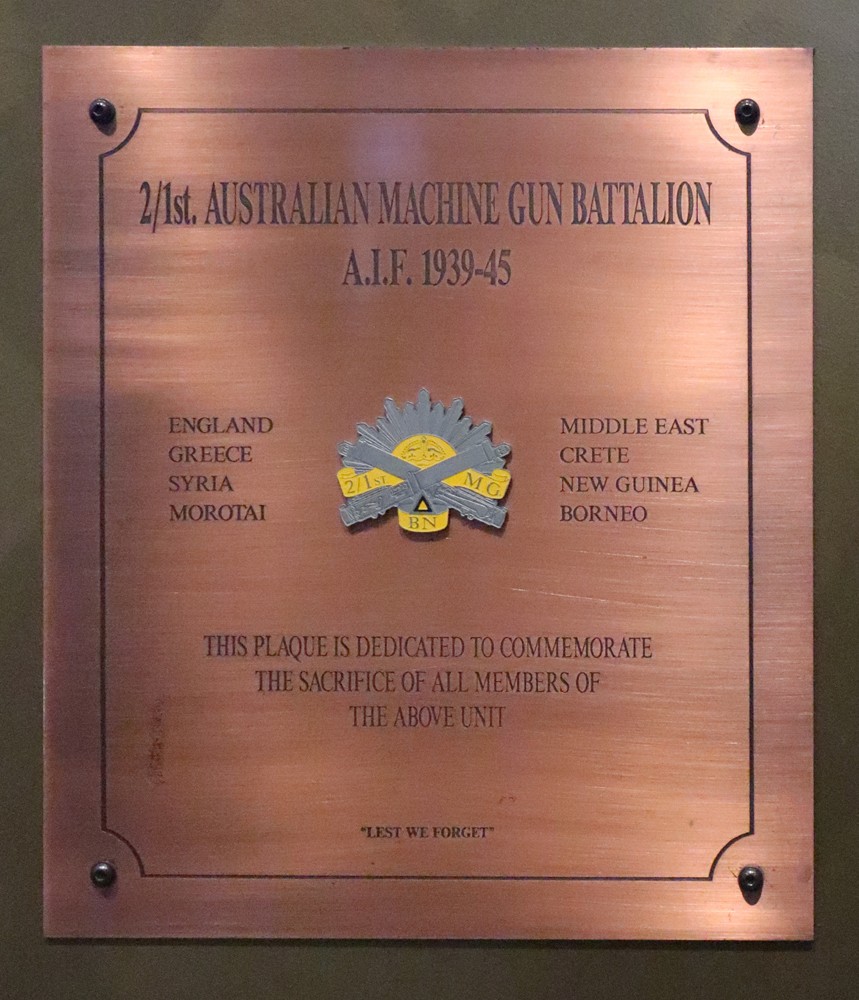 2/1st. AUSTRALIAN MACHINE GUN BATTALION
A.I.F. 1939-45
ENGLAND
GREECE
SYRIA
MOROTAI
2/1ST MG
BN
MIDDLE EAST
CRETE
NEW GUINEA
BORNEO
THIS PLAQUE IS DEDICATED TO COMMEMORATE
THE SACRIFICE OF ALL MEMBERS OF
THE ABOVE UNIT
"LEST WE FORGET"